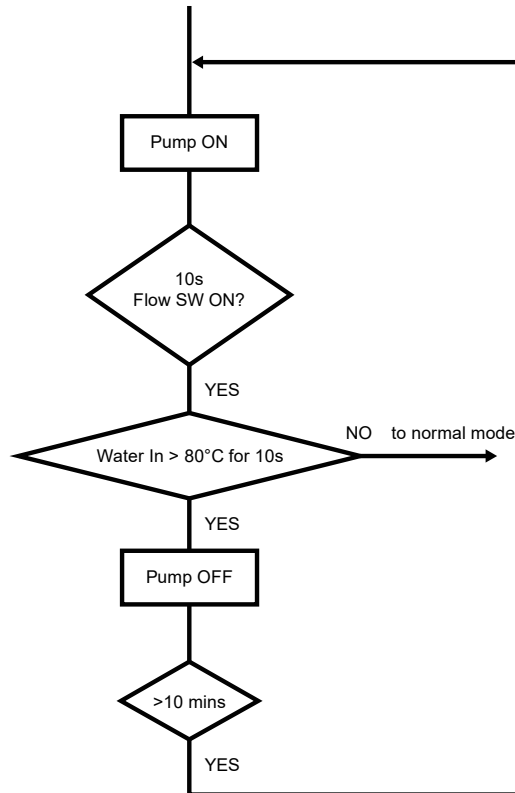 Pump ON
10s
Flow SW ON?
YES
Water In > 80°C for 10s
NO to normal mode
YES
Pump OFF
>10 mins
YES